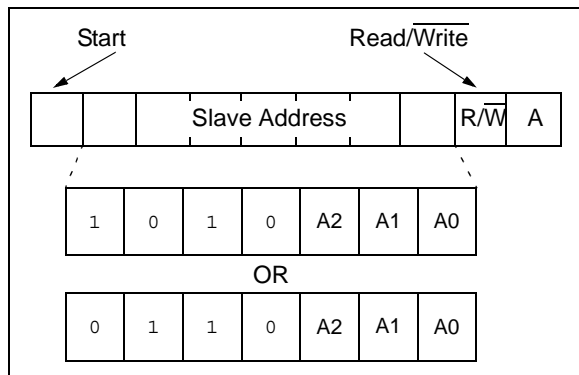 Start Read/Write
Slave Address R/W A
1 0 1 0 A2 A1 A0
OR
0 1 1 0 A2 A1 A0